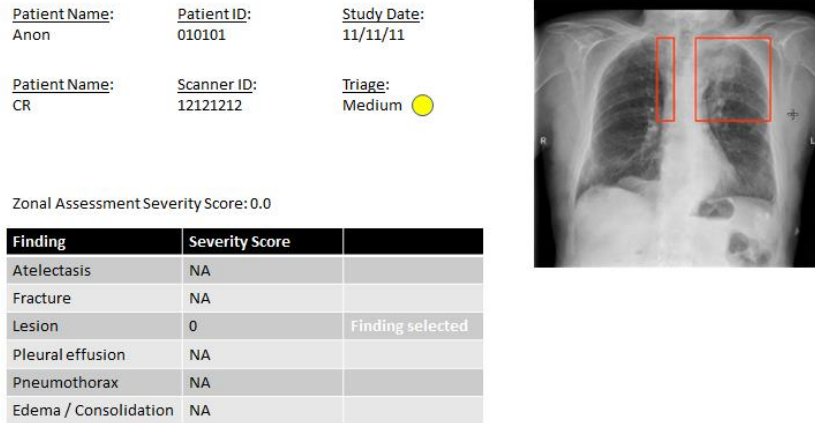 Patient Name: Patient ID: Study Date:
Anon 010101 11/11/11
Patient Name: Scanner ID: Triage:
CR 12121212 Medium
Zonal Assessment Severity Score: 0.0
Finding Severity Score
Atelectasis NA
Fracture NA
Lesion 0 Finding selected
Pleural effusion NA
Pneumothorax NA
Edema / Consolidation NA
R L